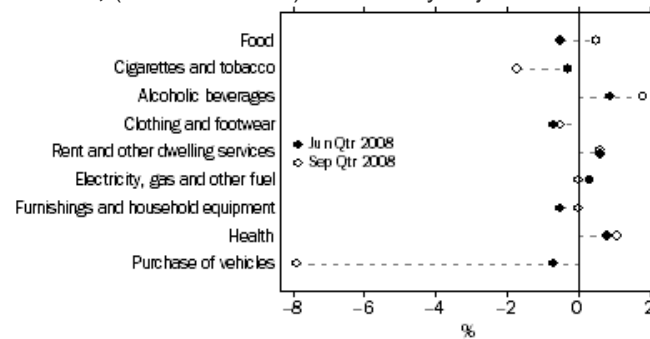 Food
Cigarettes and tobacco
Alcoholic beverages
Clothing and footwear
Jun Qtr 2008
Rent and other dwelling services
Sep Qtr 2008
Electricity, gas and other fuel
Furnishings and household equipment
Health
Purchase of vehicles
−8 −6 −4 −2 0 2
%